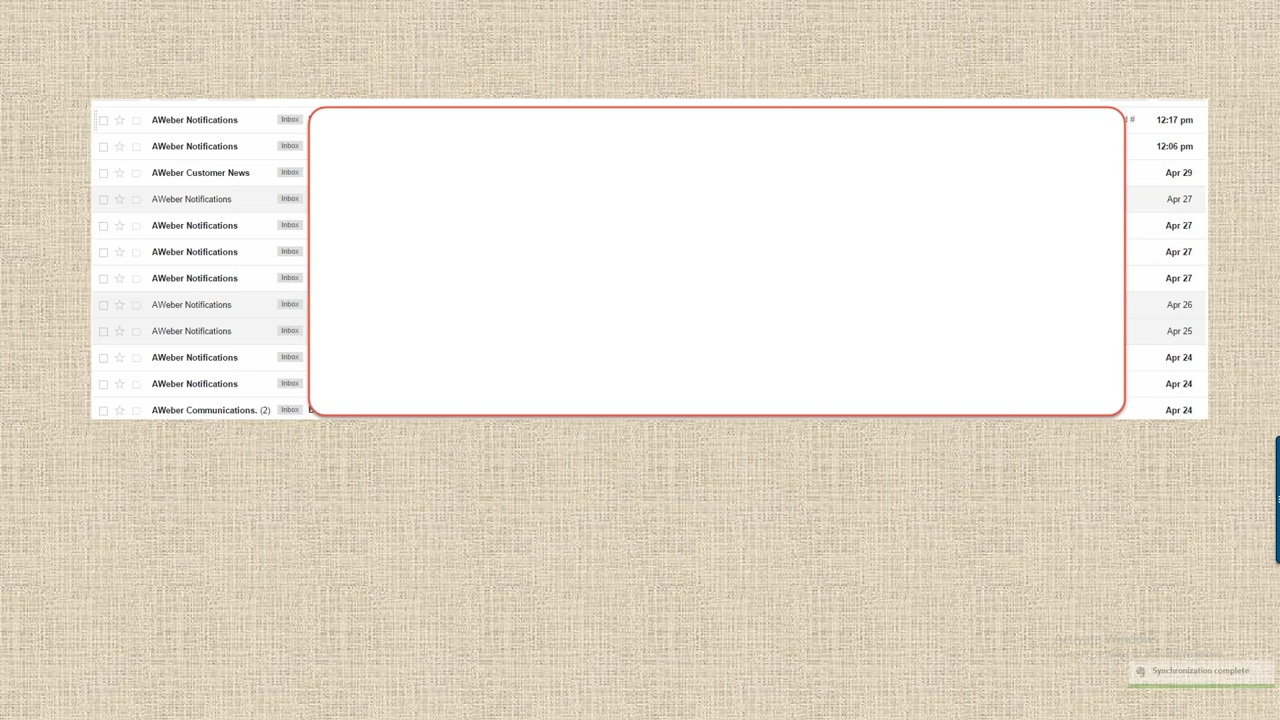 AWeber Notifications Inbox # 12:17 pm
AWeber Notifications Inbox 12:06 pm
AWeber Customer News Inbox Apr 29
AWeber Notifications Inbox Apr 27
AWeber Notifications Inbox Apr 27
AWeber Notifications Inbox Apr 27
AWeber Notifications Inbox Apr 27
AWeber Notifications Inbox Apr 26
AWeber Notifications Inbox Apr 25
AWeber Notifications Inbox Apr 24
AWeber Notifications Inbox Apr 24
AWeber Communications. (2) Inbox Apr 24
Activate Windows
Synchronization complete